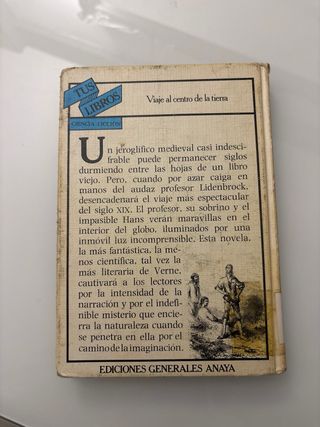 TUS
LIBROS
CIENCIA FICCIÓN
Viaje al centro de la tierra
Un jeroglífico medieval casi indesci-
frable puede permanecer siglos
durmiendo entre las hojas de un libro
viejo. Pero, cuando por azar caiga en
manos del audaz profesor Lidenbrock,
desencadenará el viaje más espectacular
del siglo XIX. El profesor, su sobrino y el
impasible Hans verán maravillas en el
interior del globo, iluminados por una
inmóvil luz incomprensible. Esta novela,
la más fantástica, la me-
nos científica, tal vez la
más literaria de Verne,
cautivará a los lectores
por la intensidad de la
narración y por el indefi-
nible misterio que encie-
rra la naturaleza cuando
se penetra en ella por el
camino de la imaginación.
EDICIONES GENERALES ANAYA